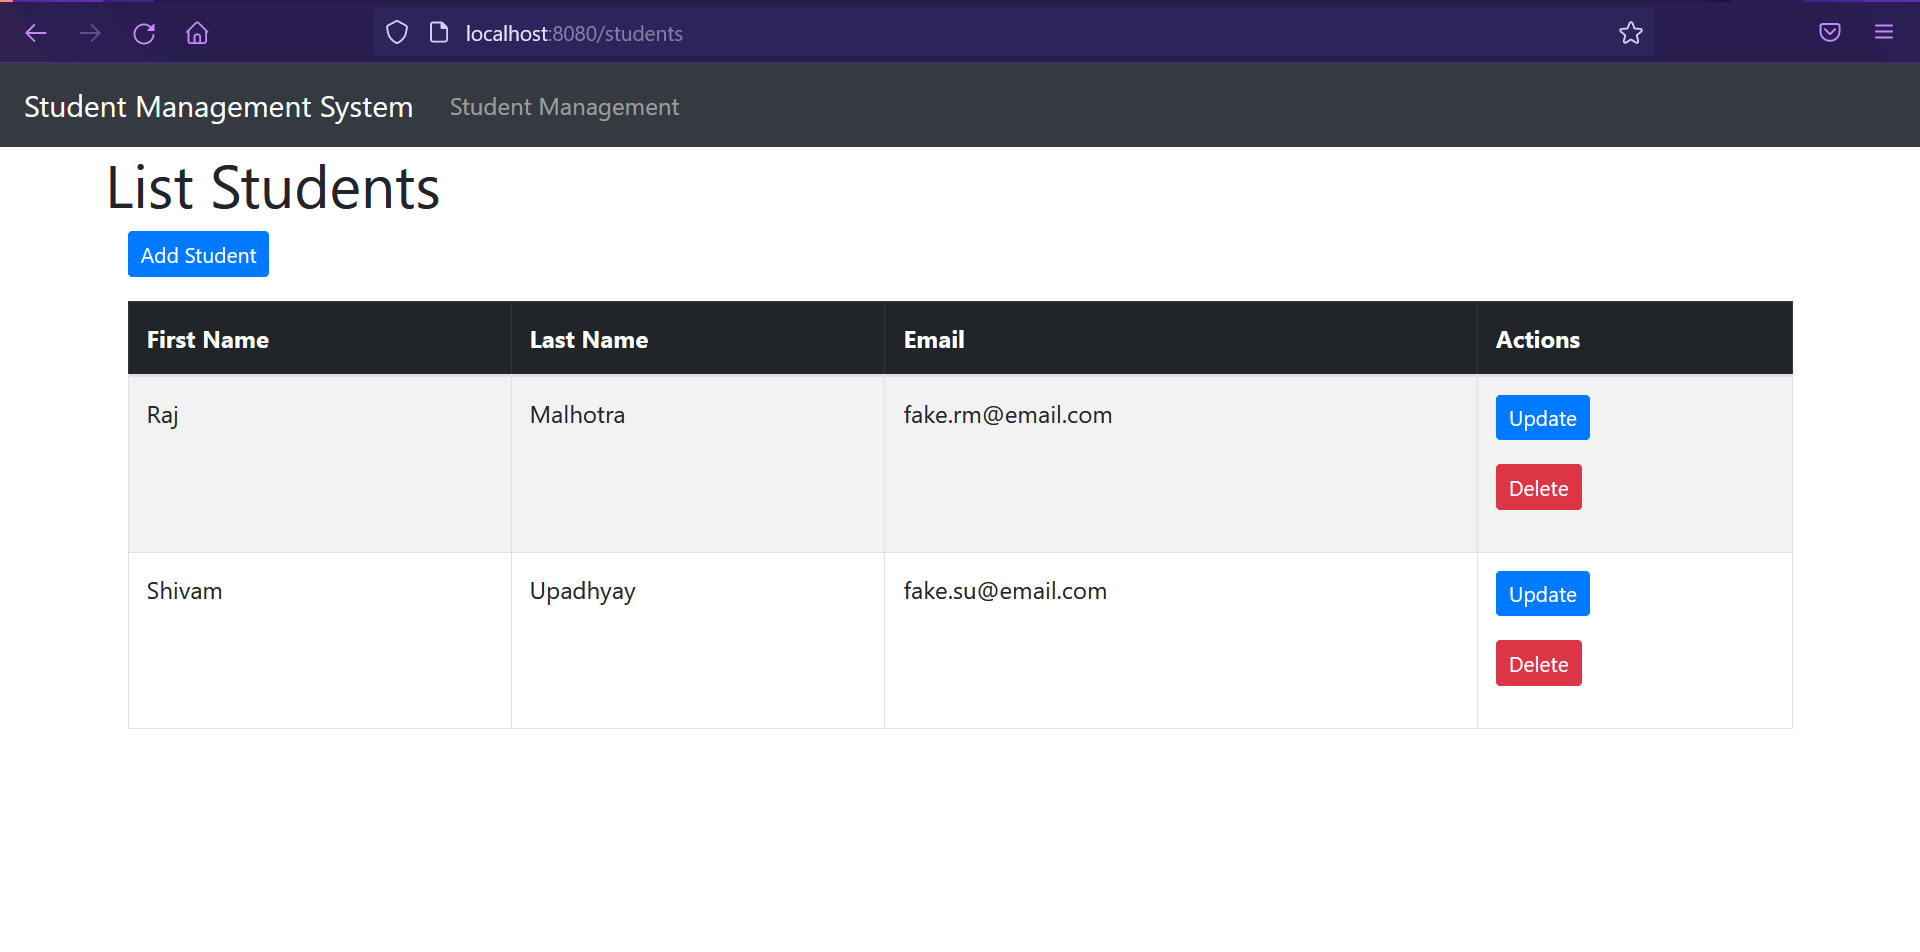 localhost:8080/students
Student Management System Student Management
List Students
Add Student
First Name Last Name Email Actions
Raj Malhotra fake.rm@email.com Update
Delete
Shivam Upadhyay fake.su@email.com Update
Delete